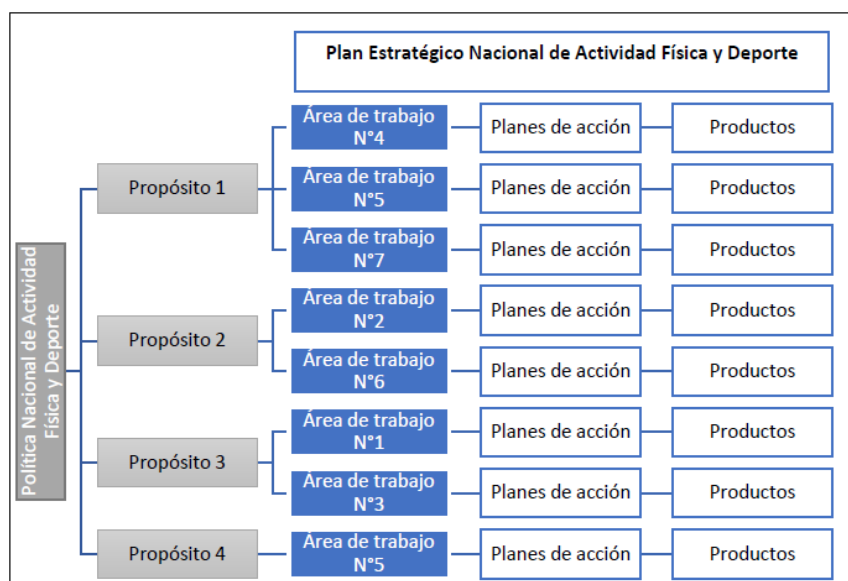 Plan Estratégico Nacional de Actividad Física y Deporte
Política Nacional de Actividad
Física y Deporte
Propósito 1
Área de trabajo
N°4
Planes de acción
Productos
Área de trabajo
N°5
Planes de acción
Productos
Área de trabajo
N°7
Planes de acción
Productos
Propósito 2
Área de trabajo
N°2
Planes de acción
Productos
Área de trabajo
N°6
Planes de acción
Productos
Propósito 3
Área de trabajo
N°1
Planes de acción
Productos
Área de trabajo
N°3
Planes de acción
Productos
Propósito 4
Área de trabajo
N°5
Planes de acción
Productos